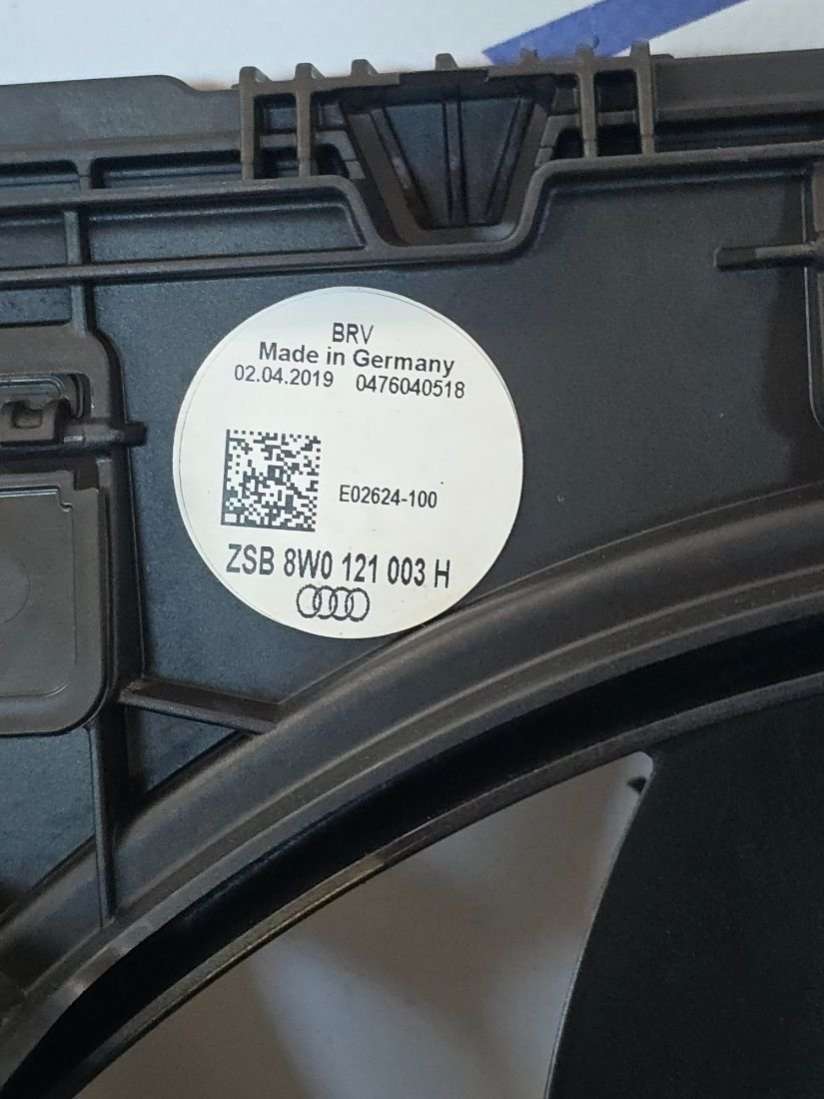 BRV
Made in Germany
02.04.2019 0476040518
E02624-100
ZSB 8W0 121 003 H